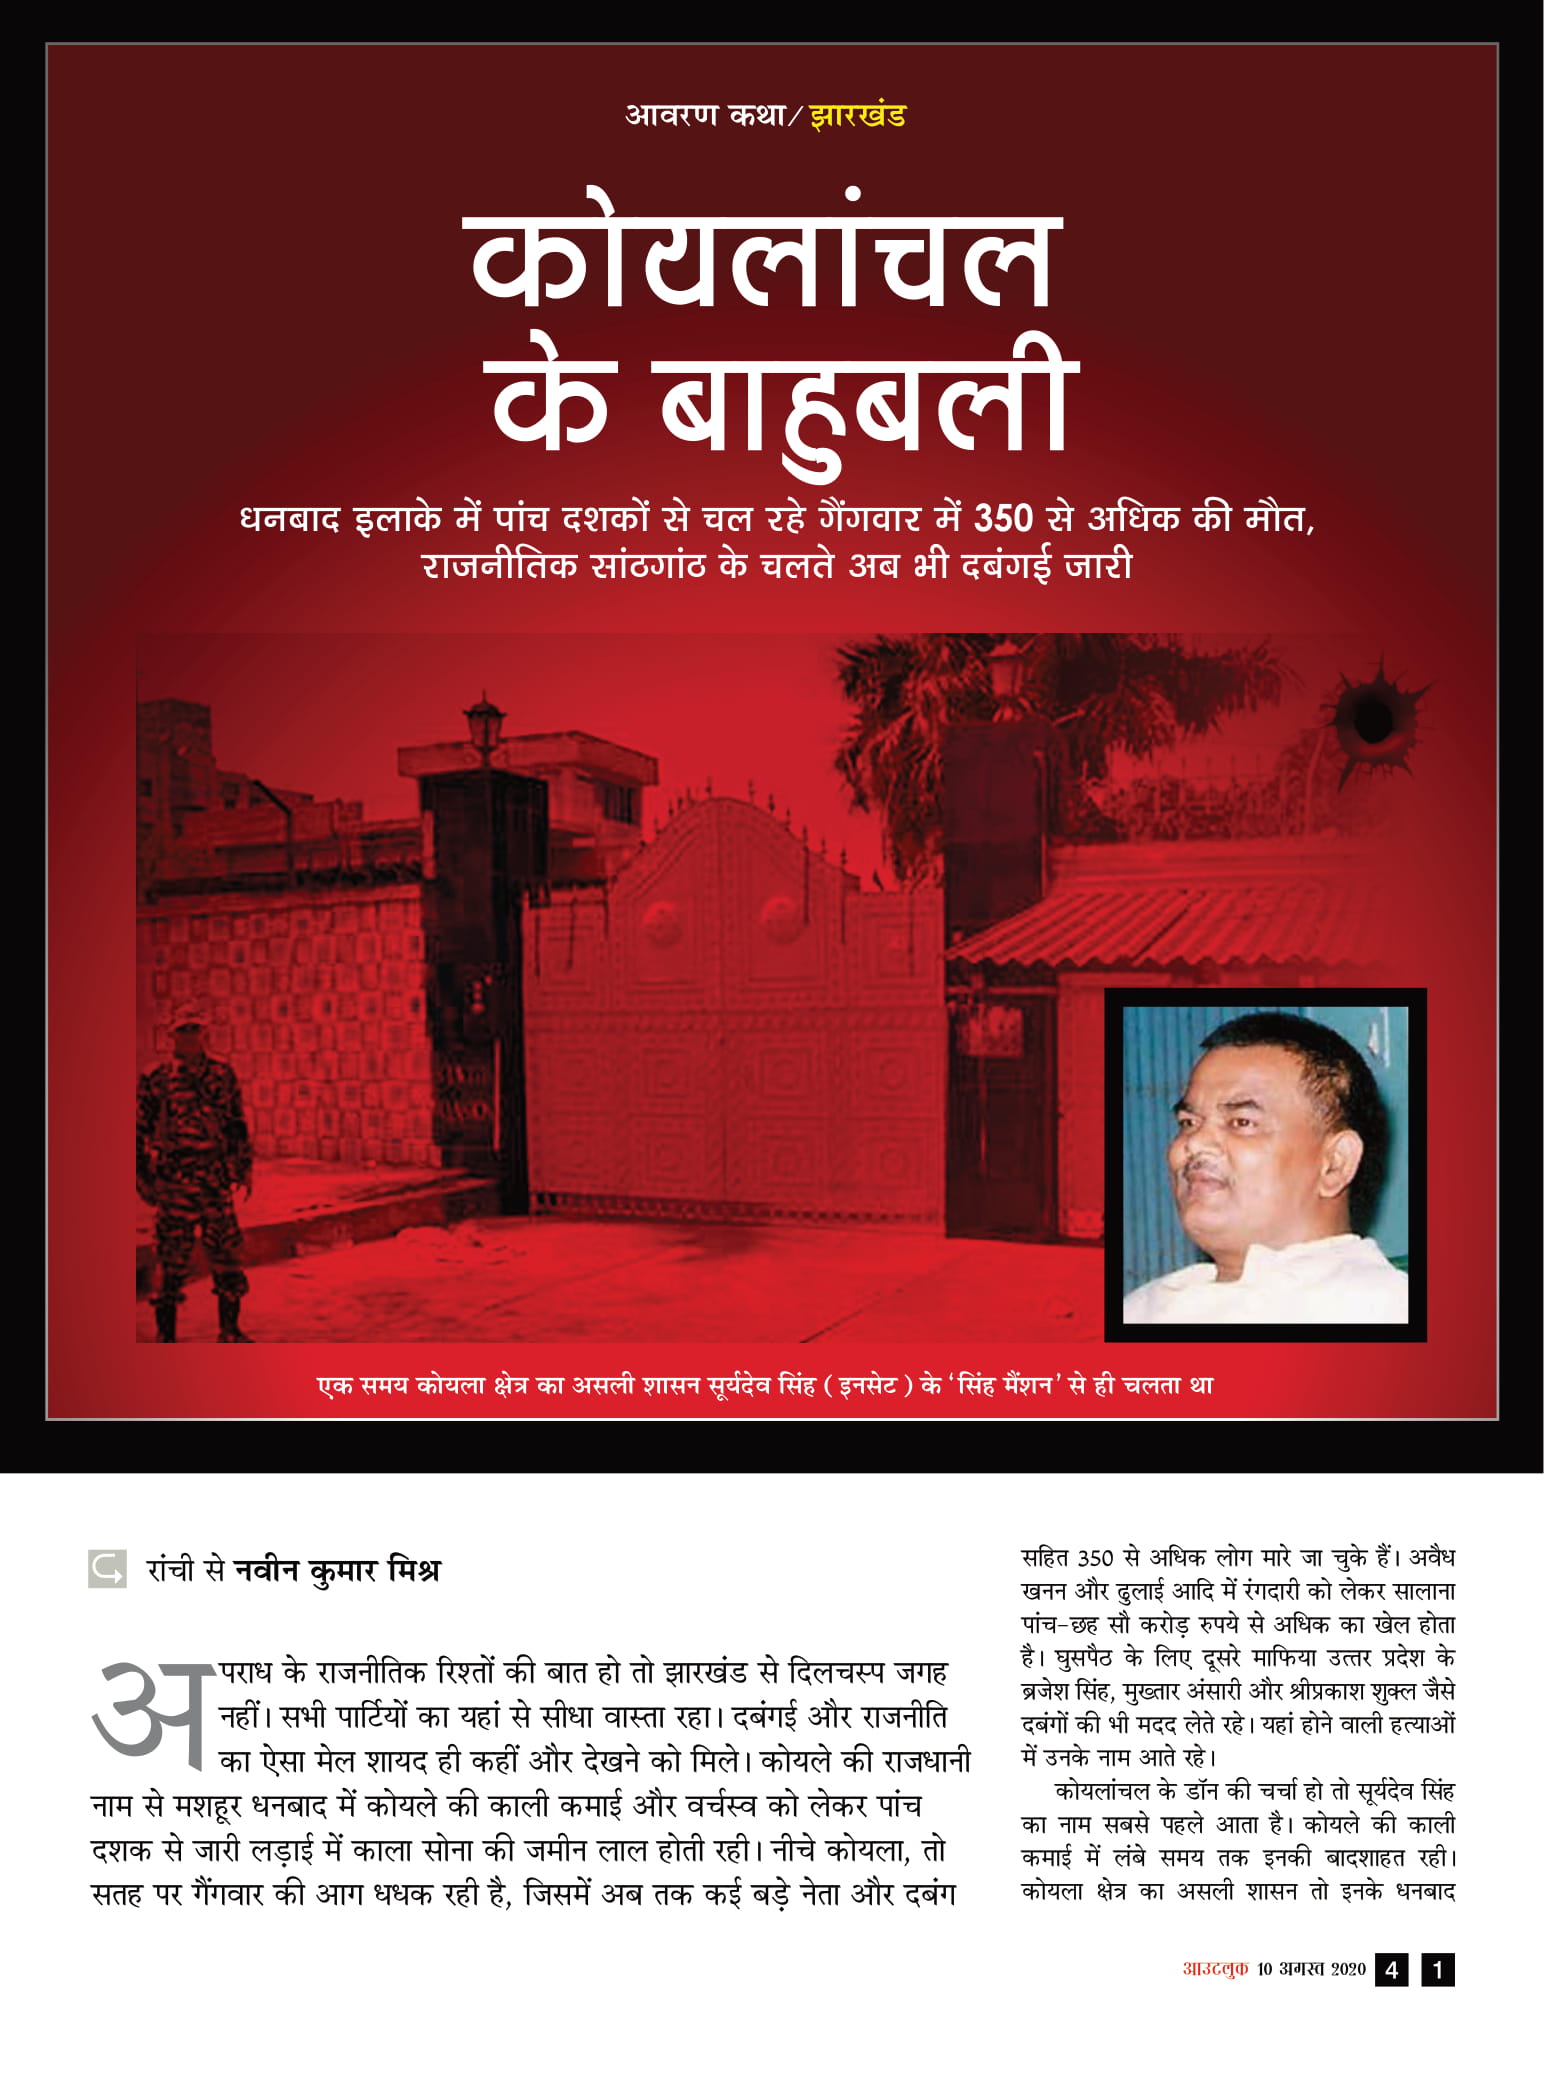 आवरण कथा/झारखंड
कोयलांचल
के बाहुबली
धनबाद इलाके में पांच दशकों से चल रहे गैंगवार में 350 से अधिक की मौत,
राजनीतिक सांठगांठ के चलते अब भी दबंगई जारी
एक समय कोयला क्षेत्र का असली शासन सूर्यदेव सिंह (इनसेट) के ‘सिंह मैंशन’ से ही चलता था
रांची से नवीन कुमार मिश्र
अपराध के राजनीतिक रिश्तों की बात हो तो झारखंड से दिलचस्प जगह
नहीं। सभी पार्टियों का यहां से सीधा वास्ता रहा। दबंगई और राजनीति
का ऐसा मेल शायद ही कहीं और देखने को मिले। कोयले की राजधानी
नाम से मशहूर धनबाद में कोयले की काली कमाई और वर्चस्व को लेकर पांच
दशक से जारी लड़ाई में काला सोना की जमीन लाल होती रही। नीचे कोयला, तो
सतह पर गैंगवार की आग धधक रही है, जिसमें अब तक कई बड़े नेता और दबंग
सहित 350 से अधिक लोग मारे जा चुके हैं। अवैध
खनन और ढुलाई आदि में रंगदारी को लेकर सालाना
पांच-छह सौ करोड़ रुपये से अधिक का खेल होता
है। घुसपैठ के लिए दूसरे माफिया उत्तर प्रदेश के
ब्रजेश सिंह, मुख्तार अंसारी और श्रीप्रकाश शुक्ल जैसे
दबंगों की भी मदद लेते रहे। यहां होने वाली हत्याओं
में उनके नाम आते रहे।
कोयलांचल के डॉन की चर्चा हो तो सूर्यदेव सिंह
का नाम सबसे पहले आता है। कोयले की काली
कमाई में लंबे समय तक इनकी बादशाहत रही।
कोयला क्षेत्र का असली शासन तो इनके धनबाद
आउटलुक 10 अगस्त 2020 4 1